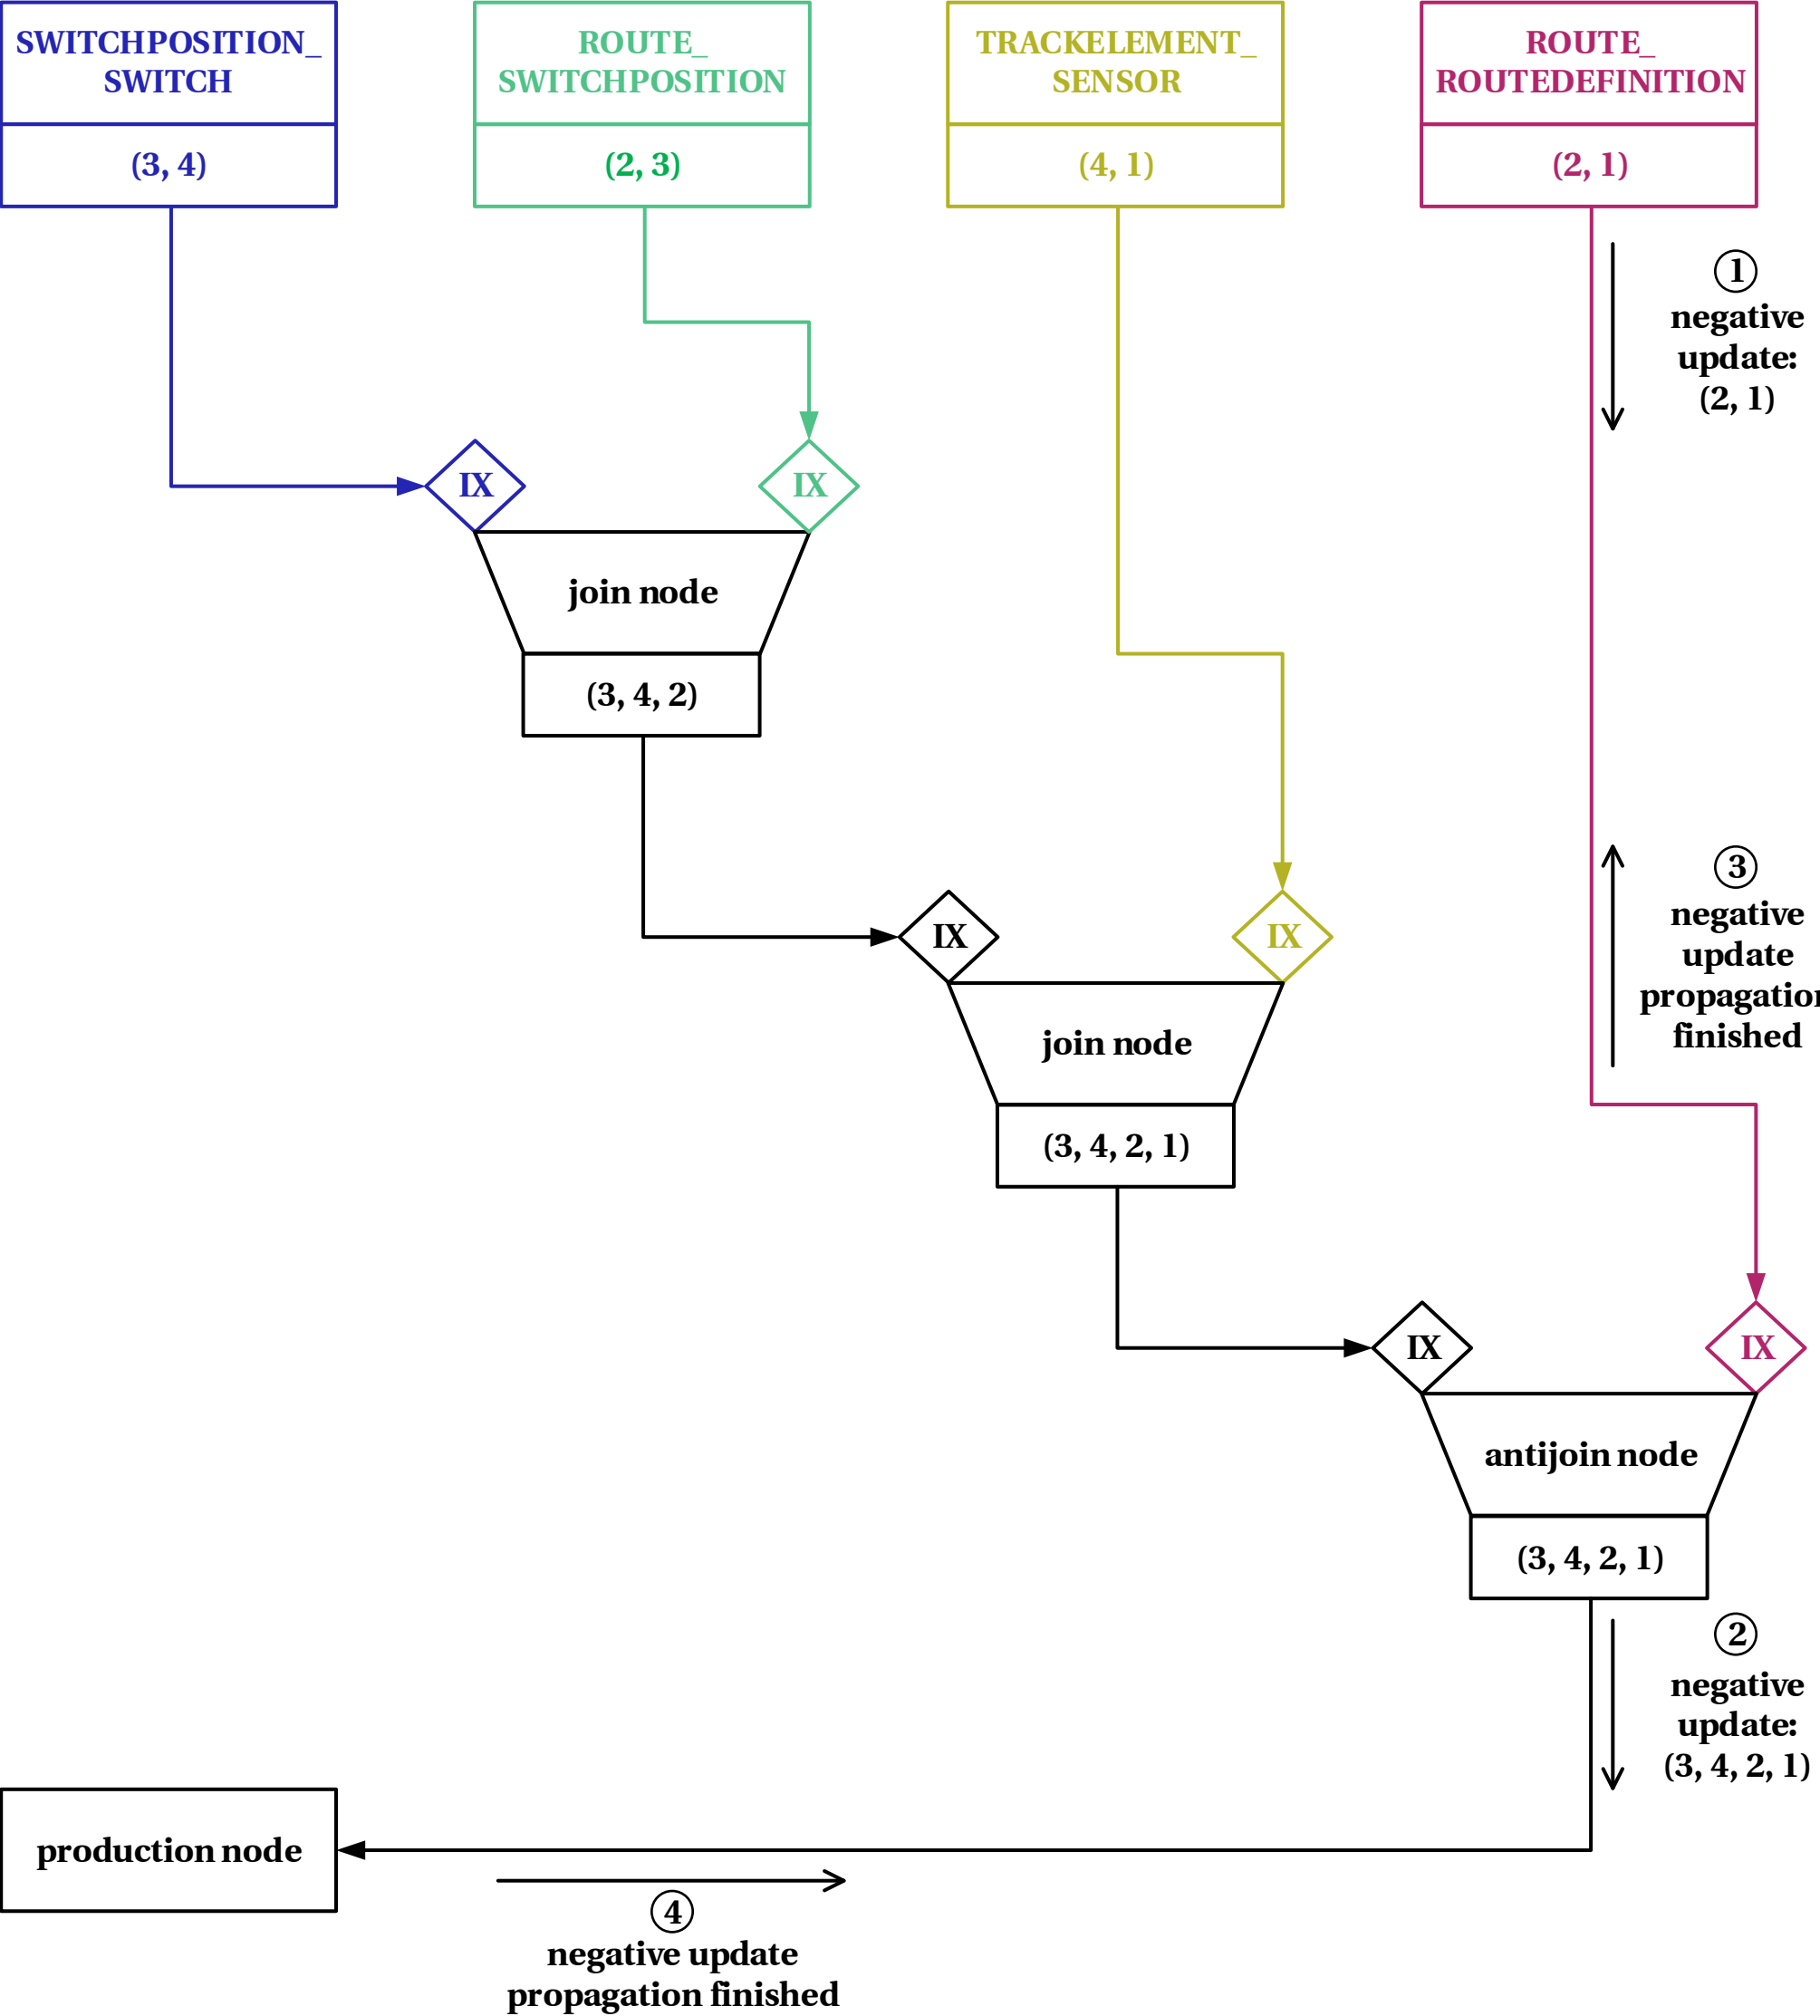 SWITCHPOSITION_
SWITCH
(3, 4)
ROUTE_
SWITCHPOSITION
(2, 3)
TRACKELEMENT_
SENSOR
(4, 1)
ROUTE_
ROUTEDEFINITION
(2, 1)
1
negative
update:
(2, 1)
IX
IX
join node
(3, 4, 2)
3
negative
update
propagation
finished
IX
IX
join node
(3, 4, 2, 1)
IX
IX
antijoin node
(3, 4, 2, 1)
2
negative
update:
(3, 4, 2, 1)
production node
4
negative update
propagation finished